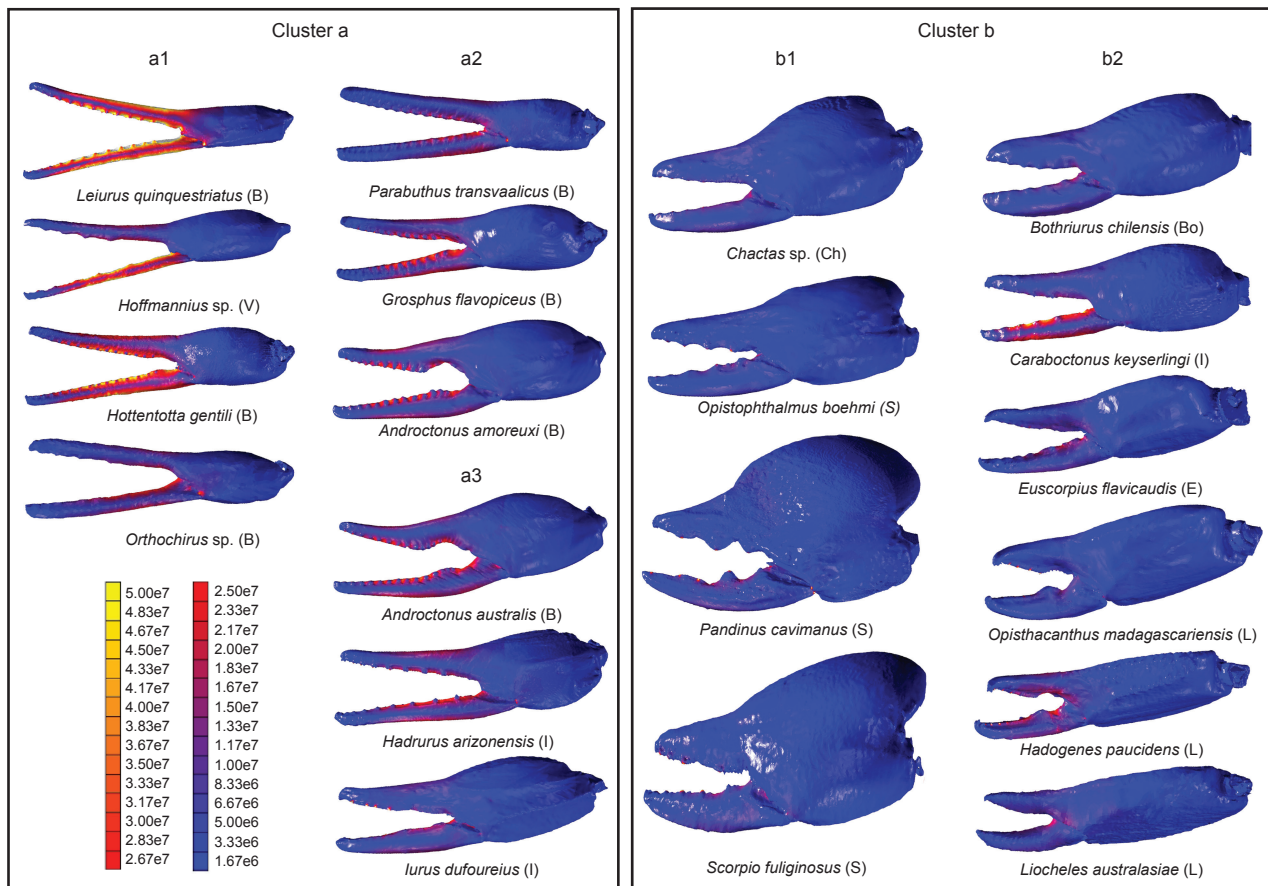 Cluster a
a1
a2
Leiurus quinquestriatus (B)
Parabuthus transvaalicus (B)
Hoffmannius sp. (V)
Grosphus flavopiceus (B)
Hottentotta gentili (B)
Androctonus amoreuxi (B)
Orthochirus sp. (B)
a3
Androctonus australis (B)
Hadrurus arizonensis (I)
Iurus dufoureius (I)
5.00e7
4.83e7
4.67e7
4.50e7
4.33e7
4.17e7
4.00e7
3.83e7
3.67e7
3.50e7
3.33e7
3.17e7
3.00e7
2.83e7
2.67e7
2.50e7
2.33e7
2.17e7
2.00e7
1.83e7
1.67e7
1.50e7
1.33e7
1.17e7
1.00e7
8.33e6
6.67e6
5.00e6
3.33e6
1.67e6
Cluster b
b1
b2
Chactas sp. (Ch)
Bothriurus chilensis (Bo)
Opistophthalmus boehmi (S)
Caraboctonus keyserlingi (I)
Euscorpius flavicaudis (E)
Pandinus cavimanus (S)
Opisthacanthus madagascariensis (L)
Hadogenes paucidens (L)
Scorpio fuliginosus (S)
Liocheles australasiae (L)